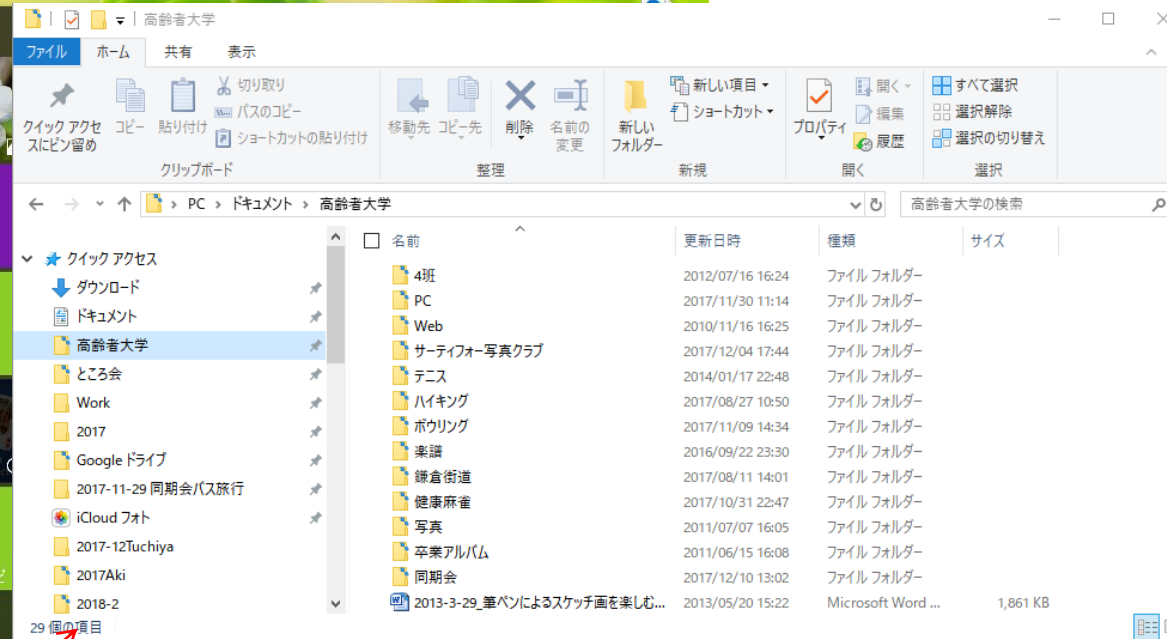 高齢者大学
ファイル ホーム 共有 表示
クイック アクセスにピン留め
コピー
貼り付け
切り取り
パスのコピー
ショートカットの貼り付け
クリップボード
移動先
コピー先
削除
名前の変更
整理
新しいフォルダー
新しい項目
ショートカット
新規
プロパティ
開く
編集
履歴
開く
すべて選択
選択解除
選択の切り替え
選択
PC › ドキュメント › 高齢者大学
高齢者大学の検索
クイック アクセス
ダウンロード
ドキュメント
高齢者大学
ところ会
Work
2017
Google ドライブ
2017-11-29 同期会バス旅行
iCloud フォト
2017-12Tuchiya
2017Aki
2018-2
名前 更新日時 種類 サイズ
4班 2012/07/16 16:24 ファイル フォルダー
PC 2017/11/30 11:14 ファイル フォルダー
Web 2010/11/16 16:25 ファイル フォルダー
サーティフォー写真クラブ 2017/12/04 17:44 ファイル フォルダー
テニス 2014/01/17 22:48 ファイル フォルダー
ハイキング 2017/08/27 10:50 ファイル フォルダー
ボウリング 2017/11/09 14:34 ファイル フォルダー
楽譜 2016/09/22 23:30 ファイル フォルダー
鎌倉街道 2017/08/11 14:01 ファイル フォルダー
健康麻雀 2017/10/31 22:47 ファイル フォルダー
写真 2011/07/07 16:05 ファイル フォルダー
卒業アルバム 2011/06/15 16:08 ファイル フォルダー
同期会 2017/12/10 13:02 ファイル フォルダー
2013-3-29_筆ペンによるスケッチ画を楽しむ... 2013/05/20 15:22 Microsoft Word ... 1,861 KB
29 個の項目